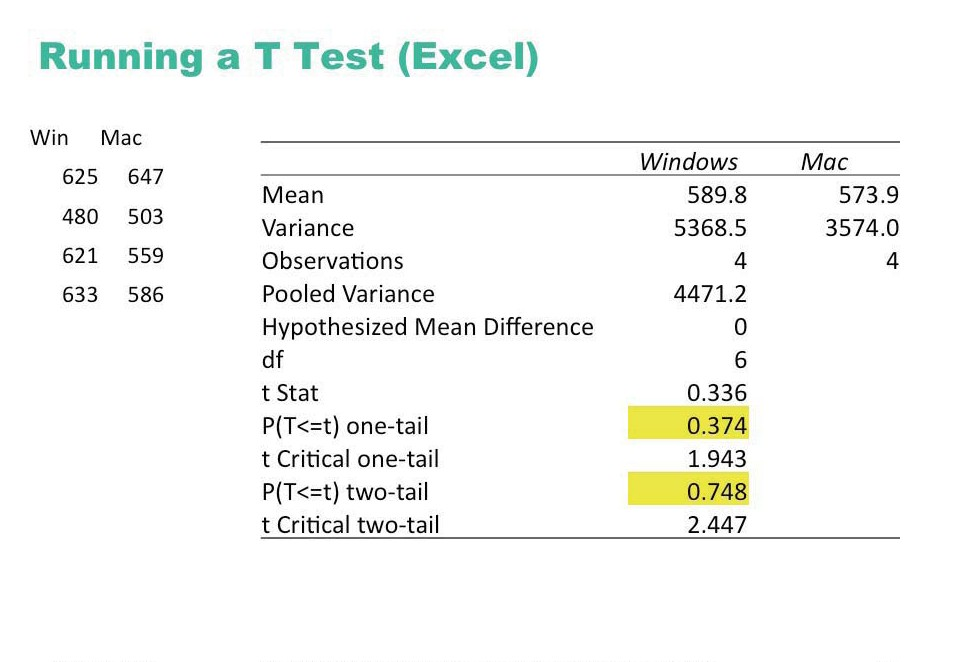 Running a T Test (Excel)
Win Mac
625 647
480 503
621 559
633 586
Windows Mac
Mean 589.8 573.9
Variance 5368.5 3574.0
Observations 4 4
Pooled Variance 4471.2
Hypothesized Mean Difference 0
df 6
t Stat 0.336
P(T<=t) one-tail 0.374
t Critical one-tail 1.943
P(T<=t) two-tail 0.748
t Critical two-tail 2.447